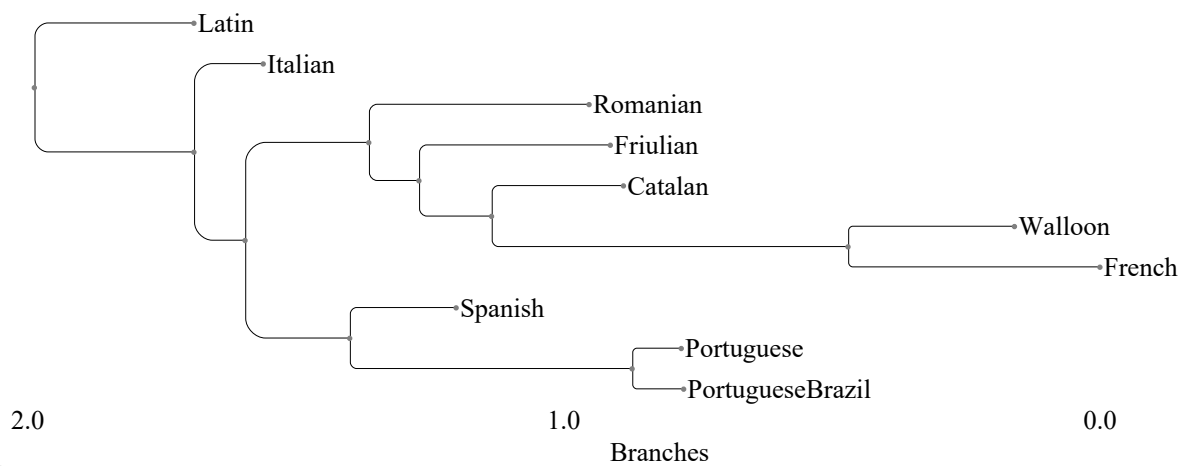 Latin
Italian
Romanian
Friulian
Catalan
Walloon
French
Spanish
Portuguese
PortugueseBrazil
2.0 1.0 0.0
Branches